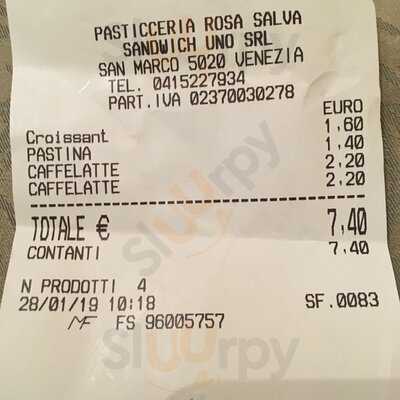 PASTICCERIA ROSA SALVA
SANDWICH UNO SRL
SAN MARCO 5020 VENEZIA
TEL. 0415227934
PART.IVA 02370030278
EURO
Croissant 1,60
PASTINA 1,40
CAFFELATTE 2,20
CAFFELATTE 2,20
TOTALE € 7,40
CONTANTI 7,40
N PRODOTTI 4
28/01/19 10:18 SF.0083
MF FS 96005757
Sluurpy
Sluurpy